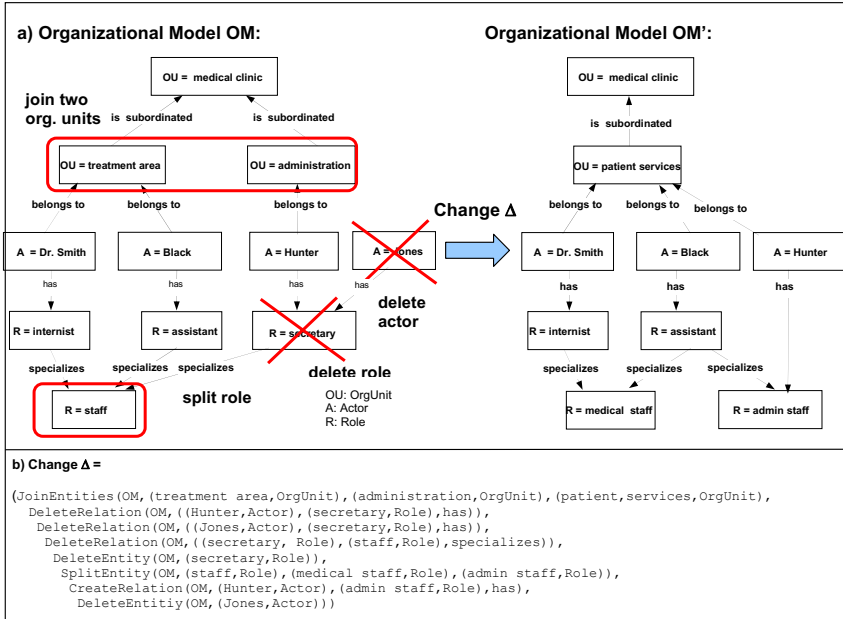 a) Organizational Model OM:
Organizational Model OM':
OU = medical clinic
OU = medical clinic
join two
org. units
is subordinated
is subordinated
is subordinated
OU = treatment area
OU = administration
OU = patient services
belongs to
belongs to
belongs to
belongs to
belongs to
belongs to
Change Δ
A = Dr. Smith
A = Black
A = Hunter
A = Jones
A = Dr. Smith
A = Black
A = Hunter
has
has
has
has
has
has
has
delete
actor
R = internist
R = assistant
R = secretary
R = internist
R = assistant
specializes
specializes
specializes
specializes
specializes
specializes
delete role
split role
R = staff
OU: OrgUnit
A: Actor
R: Role
R = medical staff
R = admin staff
b) Change Δ =
(JoinEntities(OM,(treatment area,OrgUnit),(administration,OrgUnit),(patient,services,OrgUnit),
DeleteRelation(OM,((Hunter,Actor),(secretary,Role),has)),
DeleteRelation(OM,((Jones,Actor),(secretary,Role),has)),
DeleteRelation(OM,((secretary, Role),(staff,Role),specializes)),
DeleteEntity(OM,(secretary,Role)),
SplitEntity(OM,(staff,Role),(medical staff,Role),(admin staff,Role)),
CreateRelation(OM,(Hunter,Actor),(admin staff,Role),has),
DeleteEntitiy(OM,(Jones,Actor)))